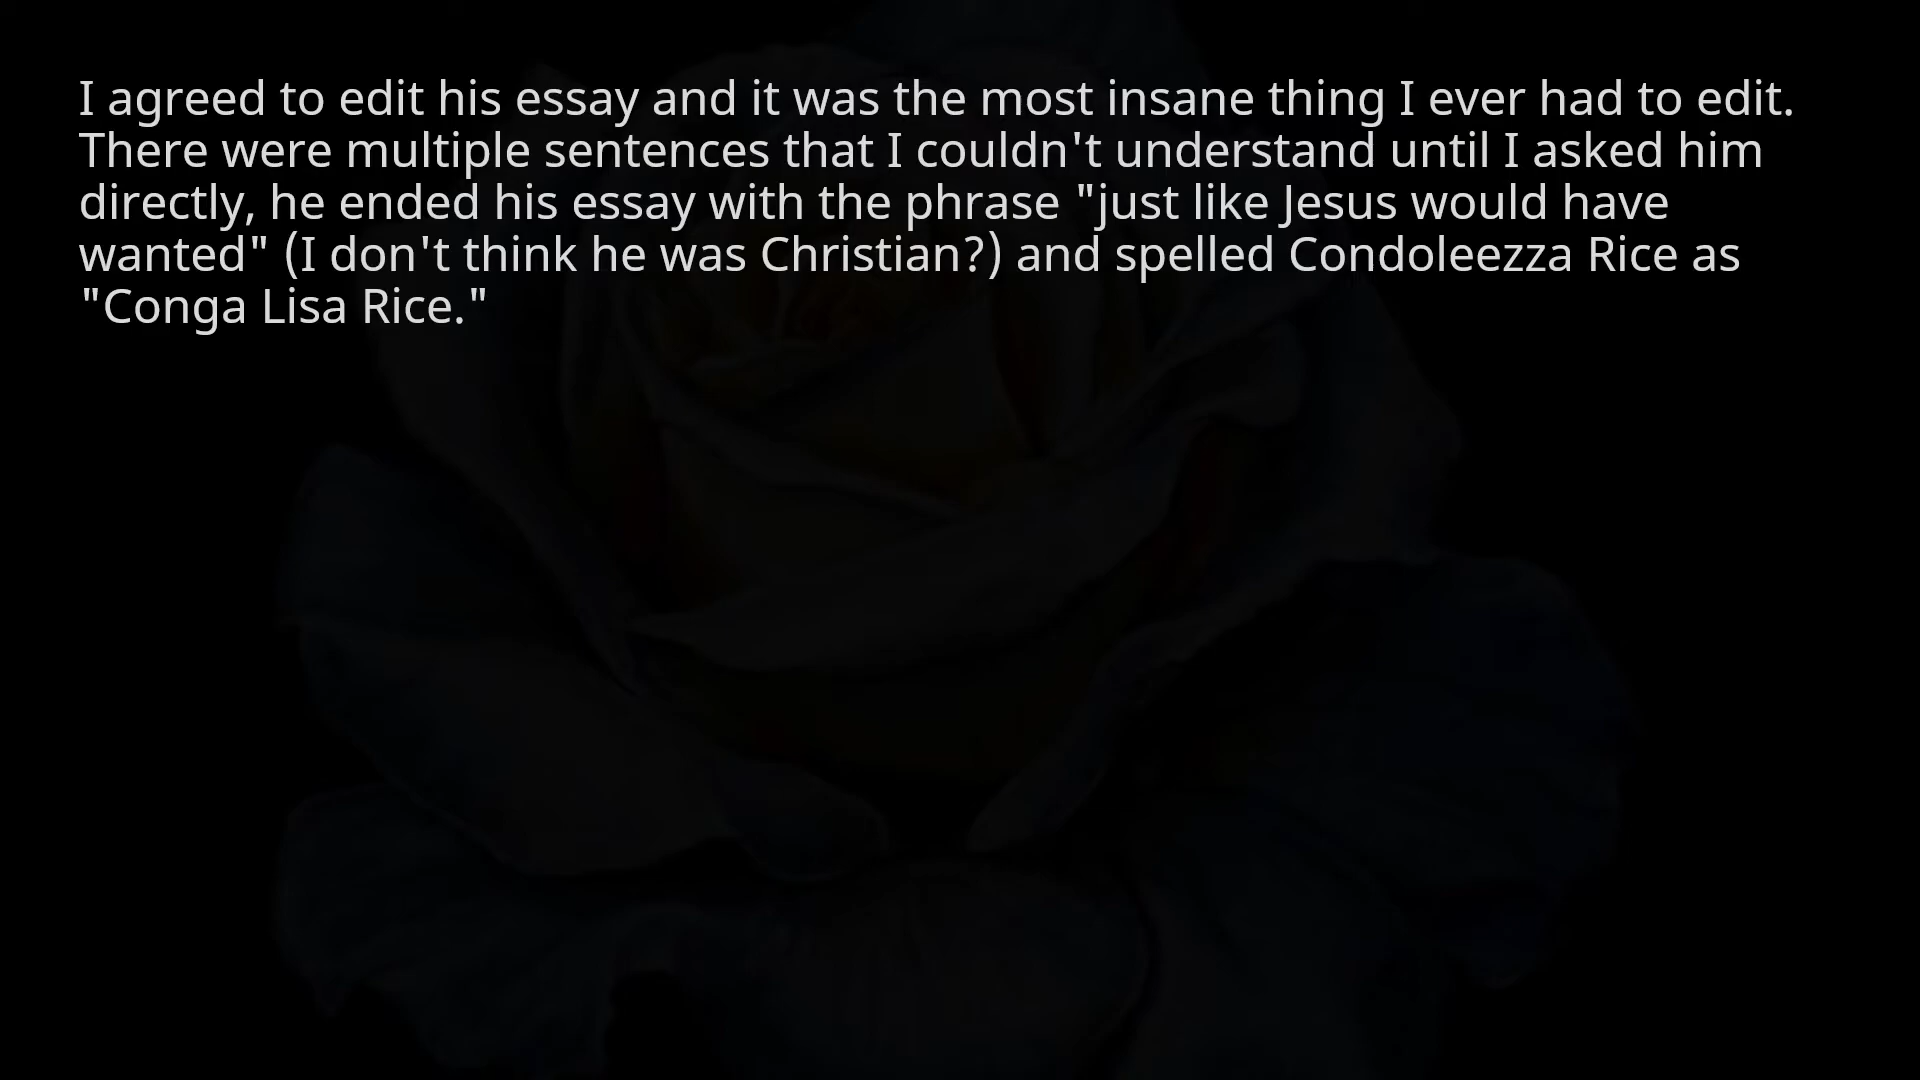 I agreed to edit his essay and it was the most insane thing I ever had to edit.
There were multiple sentences that I couldn't understand until I asked him
directly, he ended his essay with the phrase "just like Jesus would have
wanted" (I don't think he was Christian?) and spelled Condoleezza Rice as
"Conga Lisa Rice."